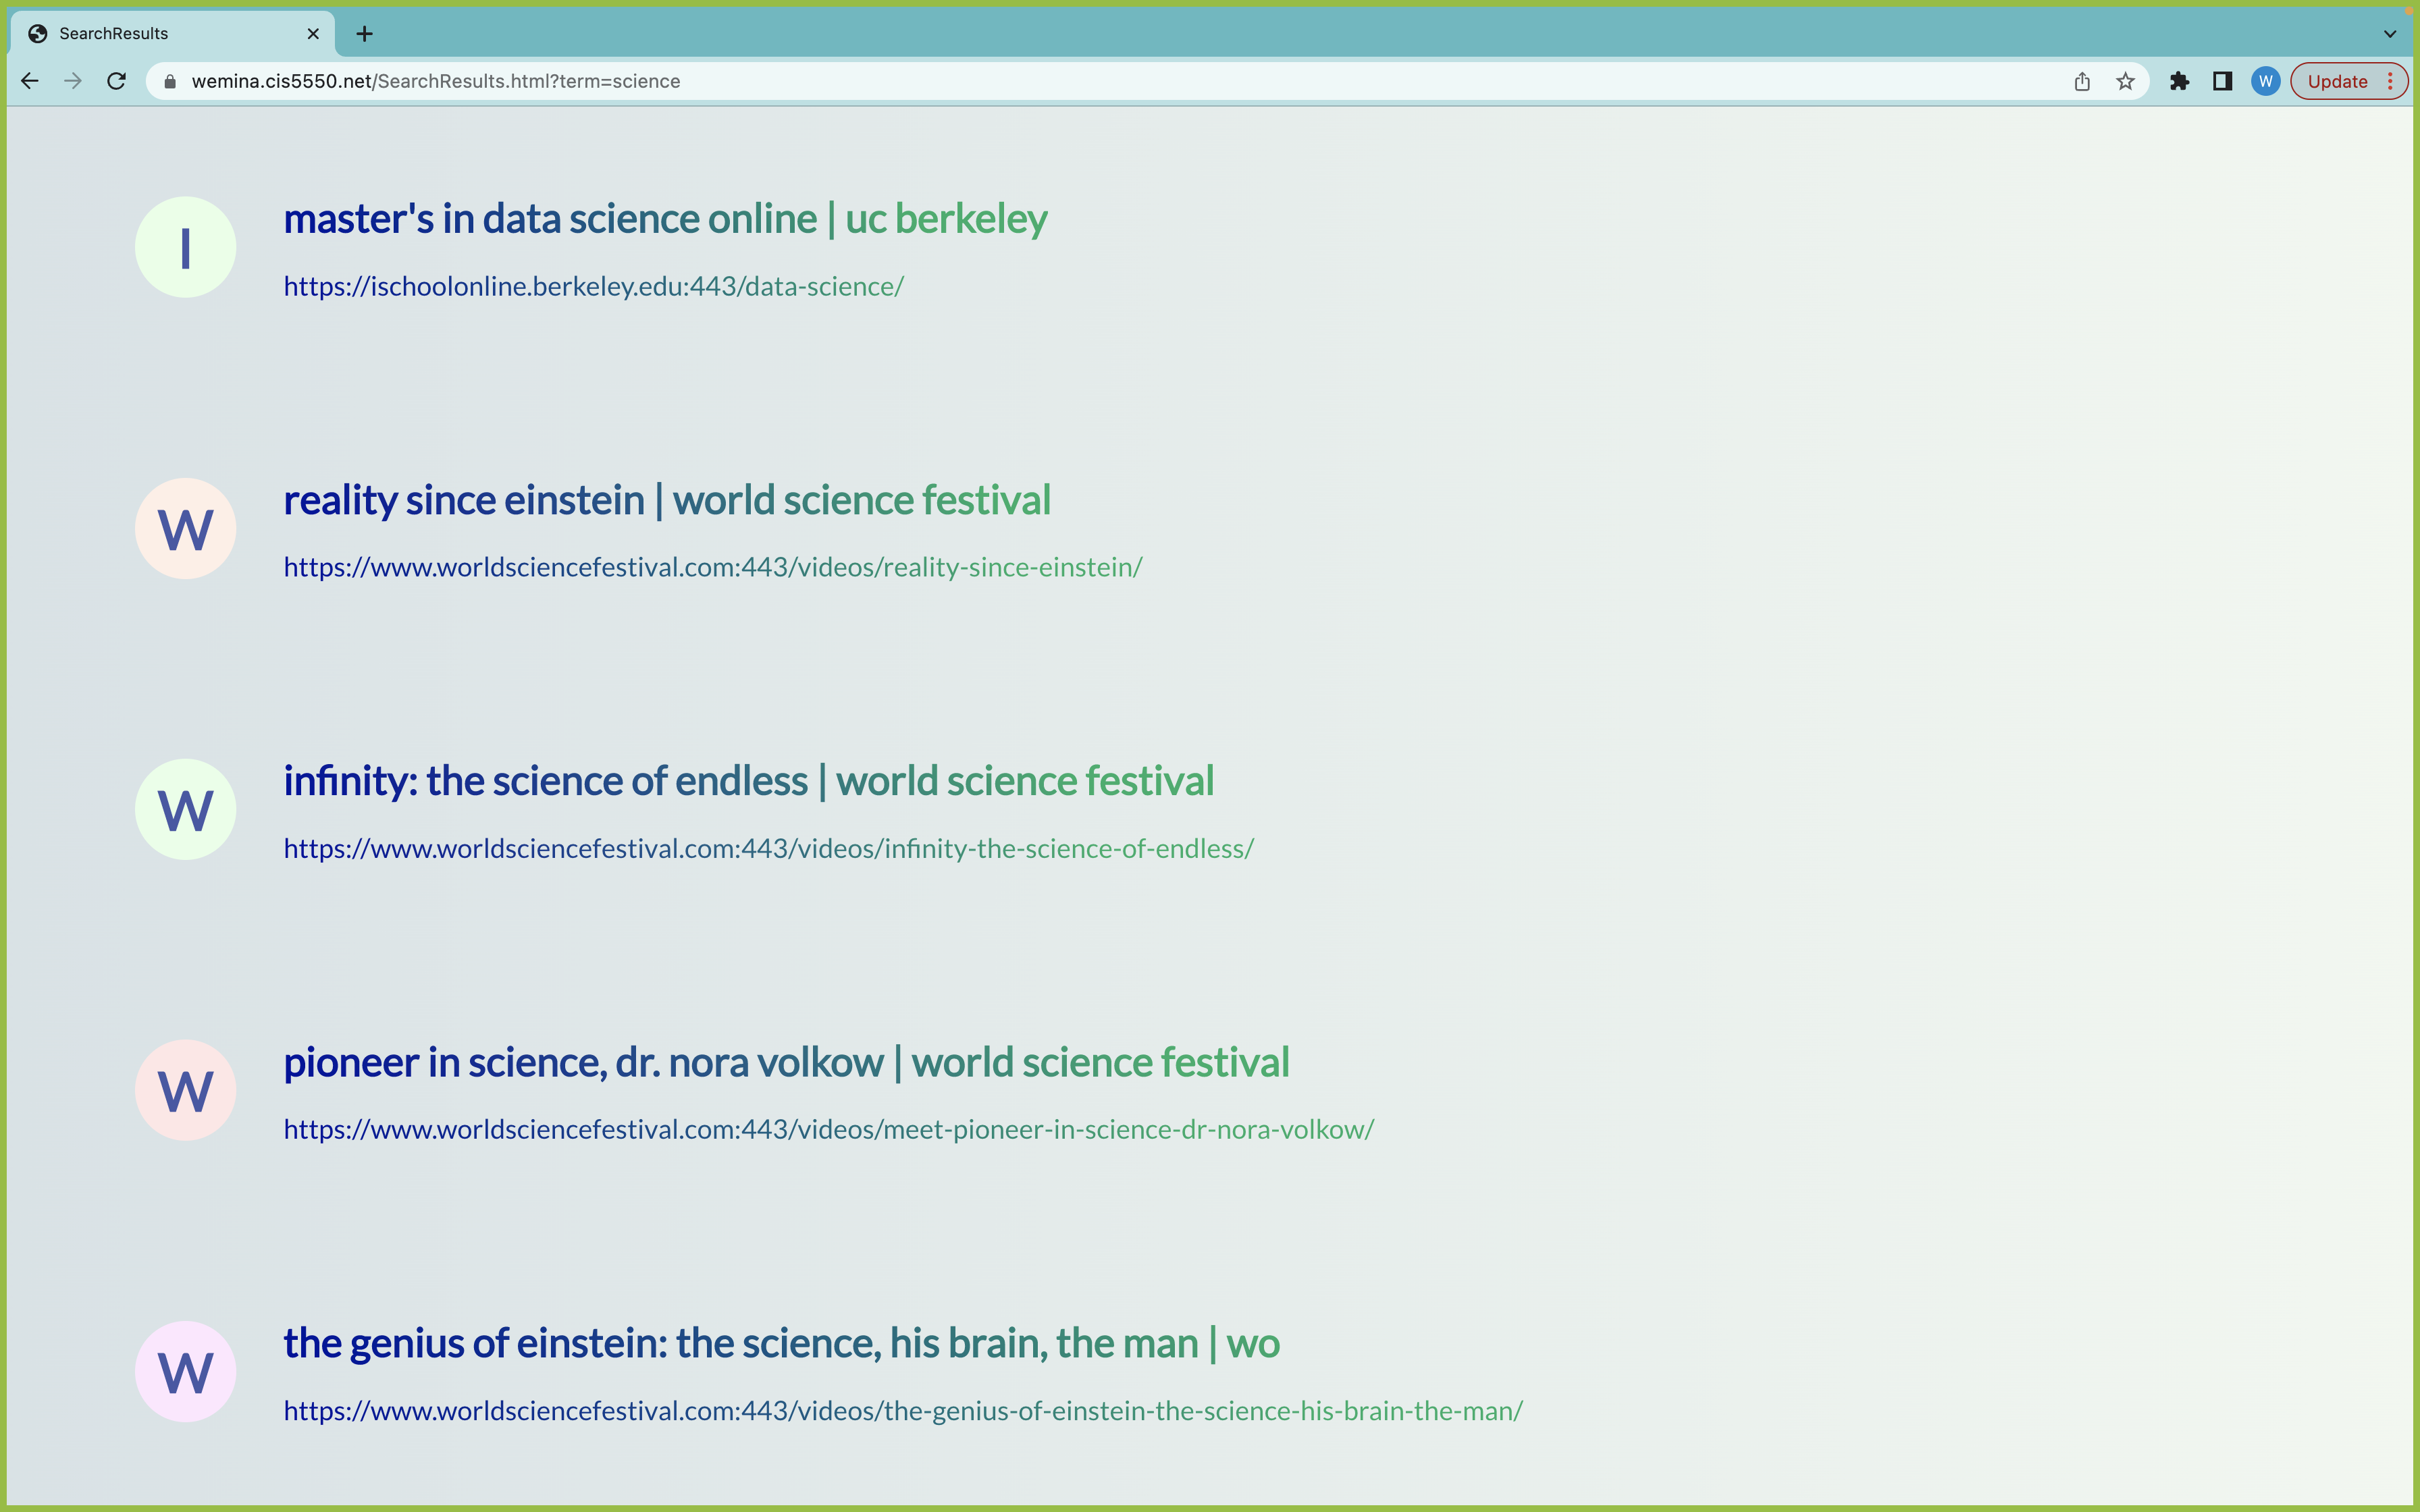 SearchResults
wemina.cis5550.net/SearchResults.html?term=science
W
Update
I
master's in data science online | uc berkeley
https://ischoolonline.berkeley.edu:443/data-science/
W
reality since einstein | world science festival
https://www.worldsciencefestival.com:443/videos/reality-since-einstein/
W
infinity: the science of endless | world science festival
https://www.worldsciencefestival.com:443/videos/infinity-the-science-of-endless/
W
pioneer in science, dr. nora volkow | world science festival
https://www.worldsciencefestival.com:443/videos/meet-pioneer-in-science-dr-nora-volkow/
W
the genius of einstein: the science, his brain, the man | wo
https://www.worldsciencefestival.com:443/videos/the-genius-of-einstein-the-science-his-brain-the-man/